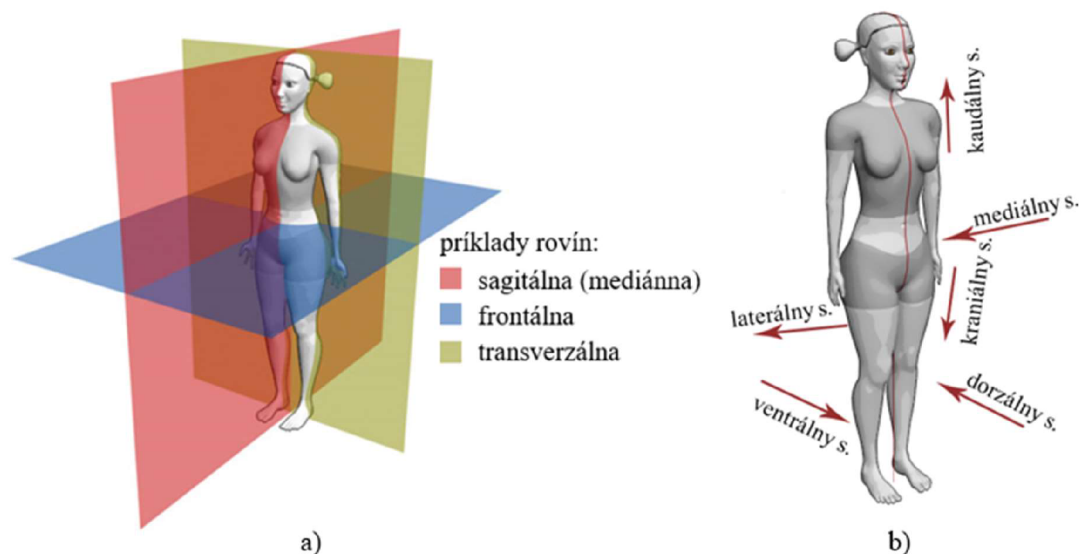 príklady rovín:
sagitálna (mediánna)
frontálna
transverzálna
a)
kaudálny s.
mediálny s.
kraniálny s.
laterálny s.
dorzálny s.
ventrálny s.
b)